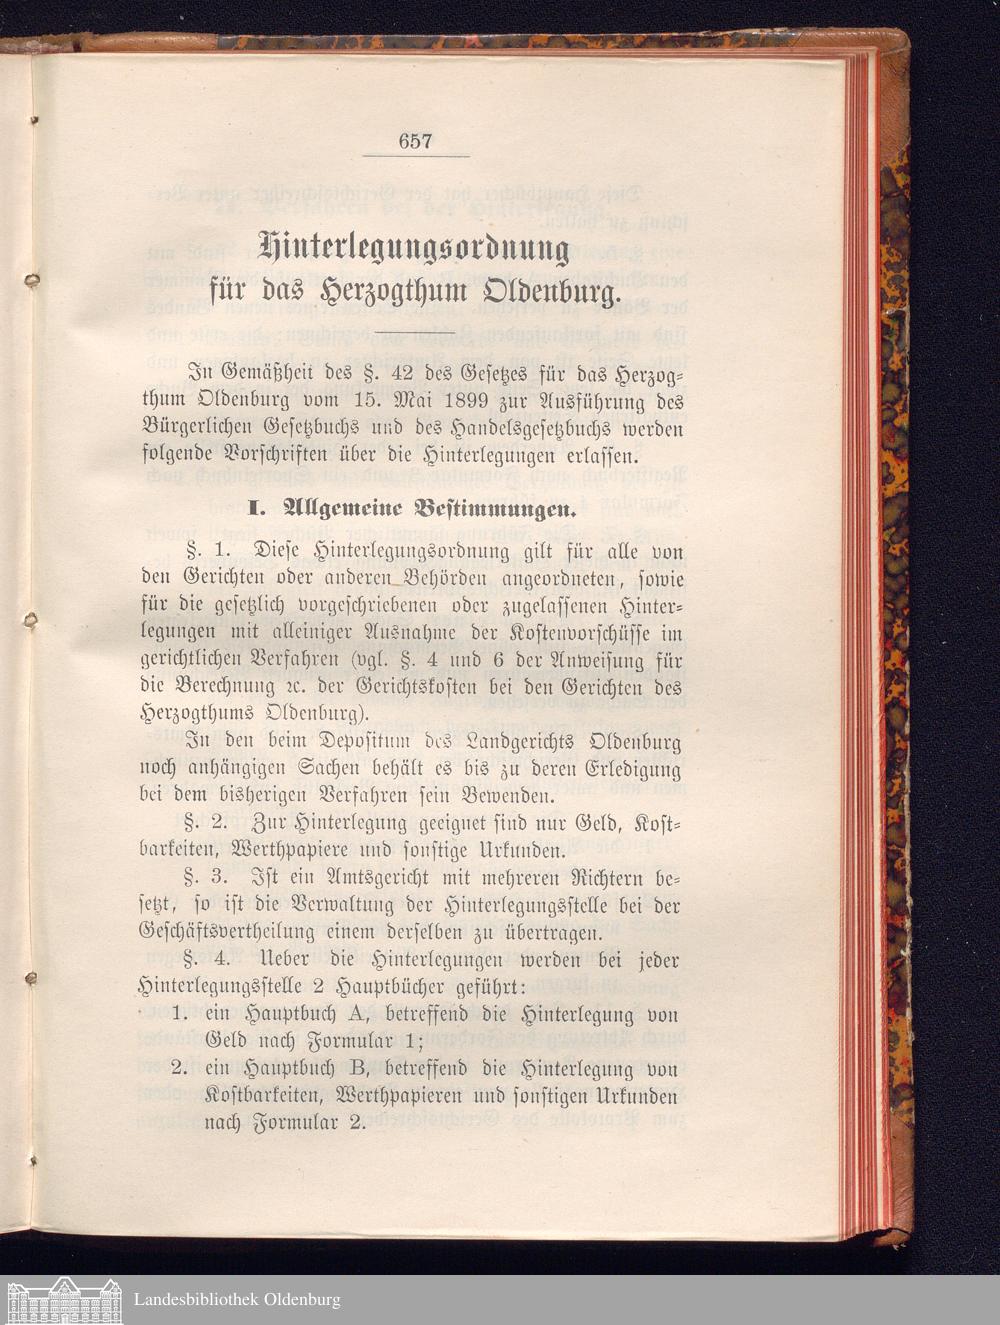 657
Hinterlegungsordnung
für das Herzogthum Oldenburg.
In Gemäßheit des §. 42 des Gesetzes für das Herzog-
thum Oldenburg vom 15. Mai 1899 zur Ausführung des
Bürgerlichen Gesetzbuchs und des Handelsgesetzbuchs werden
folgende Vorschriften über die Hinterlegungen erlassen.
I. Allgemeine Bestimmungen.
§. 1. Diese Hinterlegungsordnung gilt für alle von
den Gerichten oder anderen Behörden angeordneten, sowie
für die gesetzlich vorgeschriebenen oder zugelassenen Hinter-
legungen mit alleiniger Ausnahme der Kostenvorschüsse im
gerichtlichen Verfahren (vgl. §. 4 und 6 der Anweisung für
die Berechnung ꝛc. der Gerichtskosten bei den Gerichten des
Herzogthums Oldenburg).
In den beim Depositum des Landgerichts Oldenburg
noch anhängigen Sachen behält es bis zu deren Erledigung
bei dem bisherigen Verfahren sein Bewenden.
§. 2. Zur Hinterlegung geeignet sind nur Geld, Kost-
barkeiten, Werthpapiere und sonstige Urkunden.
§. 3. Ist ein Amtsgericht mit mehreren Richtern be-
setzt, so ist die Verwaltung der Hinterlegungsstelle bei der
Geschäftsvertheilung einem derselben zu übertragen.
§. 4. Ueber die Hinterlegungen werden bei jeder
Hinterlegungsstelle 2 Hauptbücher geführt:
1. ein Hauptbuch A, betreffend die Hinterlegung von
Geld nach Formular 1;
2. ein Hauptbuch B, betreffend die Hinterlegung von
Kostbarkeiten, Werthpapieren und sonstigen Urkunden
nach Formular 2.
Landesbibliothek Oldenburg